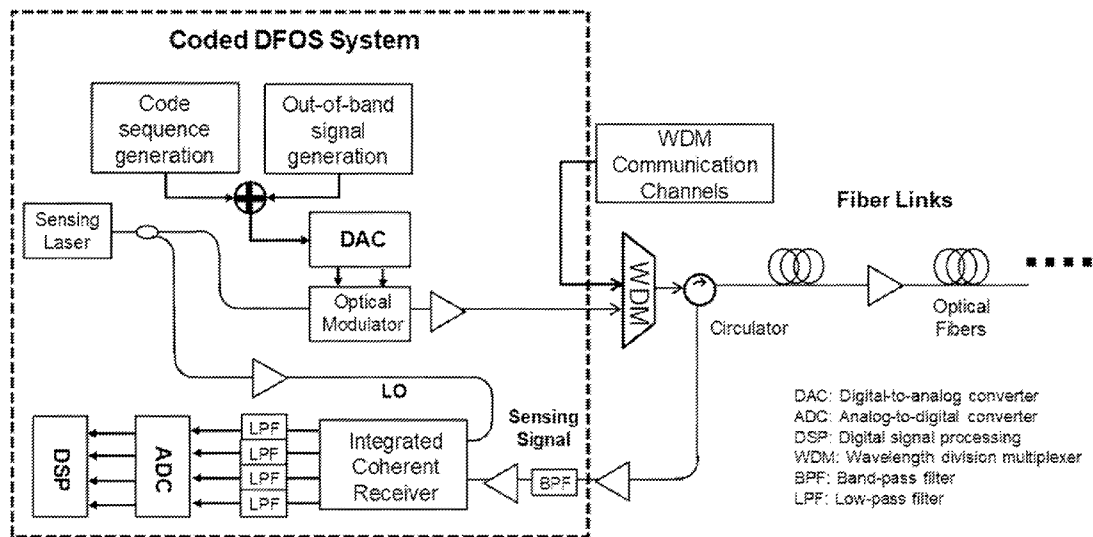 Coded DFOS System
Code
sequence
generation
Out-of-band
signal
generation
WDM
Communication
Channels
Fiber Links
Sensing
Laser
DAC
WDM
Optical
Modulator
Circulator
Optical
Fibers
LO
Sensing
Signal
DSP
ADC
LPF
LPF
LPF
LPF
Integrated
Coherent
Receiver
BPF
DAC: Digital-to-analog converter
ADC: Analog-to-digital converter
DSP: Digital signal processing
WDM: Wavelength division multiplexer
BPF: Band-pass filter
LPF: Low-pass filter